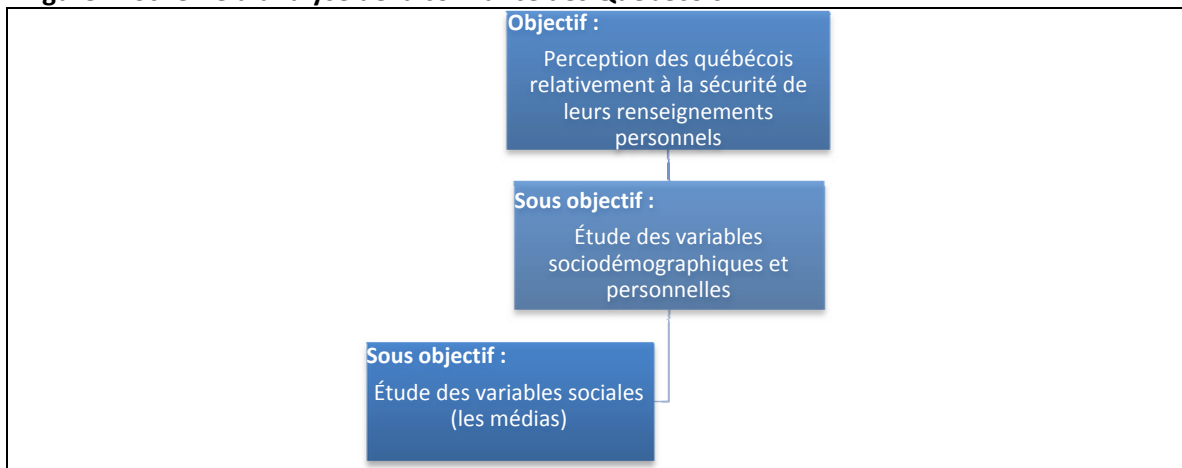 Objectif :
Perception des québécois
relativement à la sécurité de
leurs renseignements
personnels
Sous objectif :
Étude des variables
sociodémographiques et
personnelles
Sous objectif :
Étude des variables sociales
(les médias)